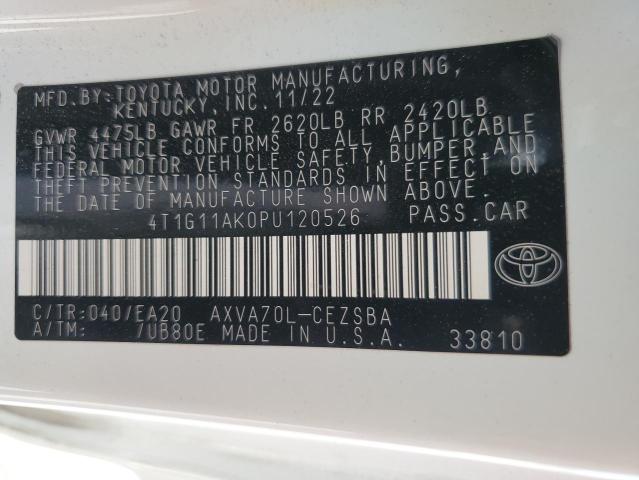 MFD.BY:TOYOTA MOTOR MANUFACTURING,
KENTUCKY,INC.11/22
GVWR 4475LB GAWR FR 2620LB RR 2420LB
THIS VEHICLE CONFORMS TO ALL APPLICABLE
FEDERAL MOTOR VEHICLE SAFETY,BUMPER,AND
THEFT PREVENTION STANDARDS IN EFFECT ON
THE DATE OF MANUFACTURE SHOWN ABOVE.
4T1G11AK0PU120526 PASS.CAR
C/TR:040/EA20 AXVA70L-CEZSBA
A/TM: 7UB80E MADE IN U.S.A. 33810